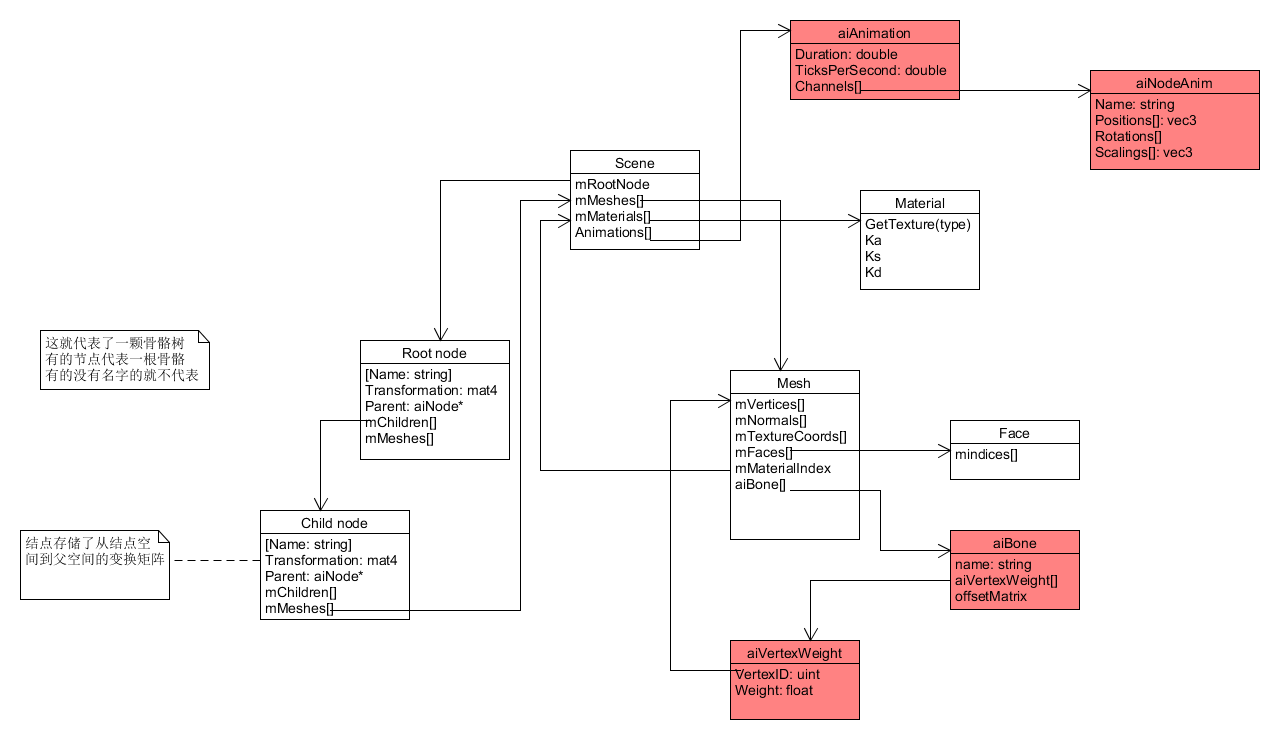 aiAnimation
Duration: double
TicksPerSecond: double
Channels[]
aiNodeAnim
Name: string
Positions[]: vec3
Rotations[]
Scalings[]: vec3
Scene
mRootNode
mMeshes[]
mMaterials[]
Animations[]
Material
GetTexture(type)
Ka
Ks
Kd
这就代表了一颗骨骼树
有的节点代表一根骨骼
有的没有名字的就不代表
Root node
[Name: string]
Transformation: mat4
Parent: aiNode*
mChildren[]
mMeshes[]
Mesh
mVertices[]
mNormals[]
mTextureCoords[]
mFaces[]
mMaterialIndex
aiBone[]
Face
mindices[]
结点存储了从结点空
间到父空间的变换矩阵
Child node
[Name: string]
Transformation: mat4
Parent: aiNode*
mChildren[]
mMeshes[]
aiBone
name: string
aiVertexWeight[]
offsetMatrix
aiVertexWeight
VertexID: uint
Weight: float